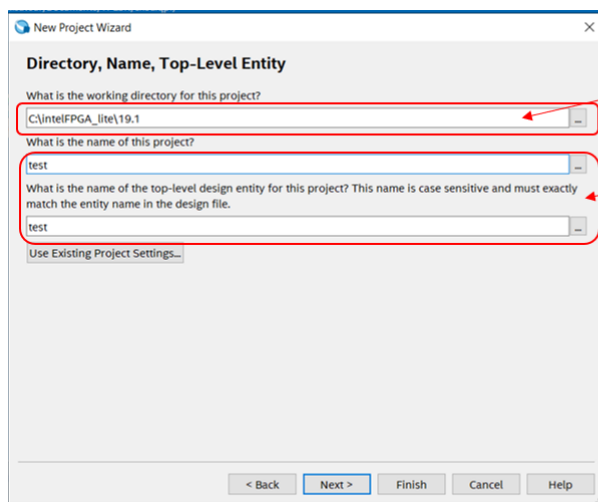 New Project Wizard
Directory, Name, Top-Level Entity
What is the working directory for this project?
C:\intelFPGA_lite\19.1
...
What is the name of this project?
test
...
What is the name of the top-level design entity for this project? This name is case sensitive and must exactly
match the entity name in the design file.
test
...
Use Existing Project Settings...
< Back
Next >
Finish
Cancel
Help